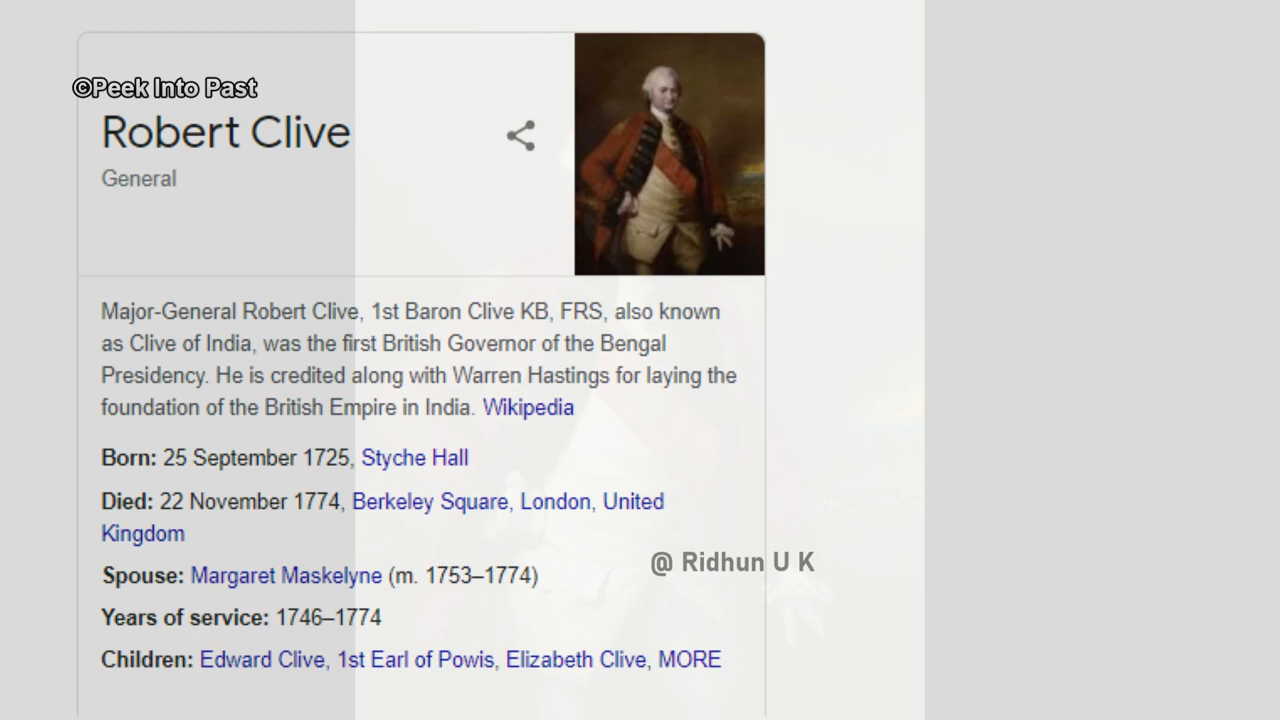 ©Peek Into Past
Robert Clive
General
Major-General Robert Clive, 1st Baron Clive KB, FRS, also known
as Clive of India, was the first British Governor of the Bengal
Presidency. He is credited along with Warren Hastings for laying the
foundation of the British Empire in India. Wikipedia
Born: 25 September 1725, Styche Hall
Died: 22 November 1774, Berkeley Square, London, United
Kingdom
@ Ridhun U K
Spouse: Margaret Maskelyne (m. 1753–1774)
Years of service: 1746–1774
Children: Edward Clive, 1st Earl of Powis, Elizabeth Clive, MORE